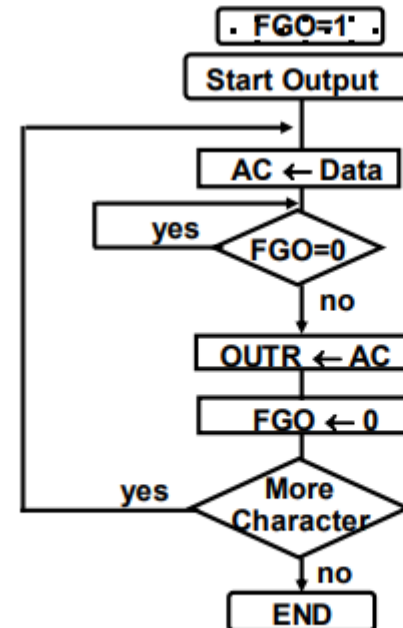 FGO=1
Start Output
AC ← Data
yes
FGO=0
no
OUTR ← AC
FGO ← 0
yes
More
Character
no
END